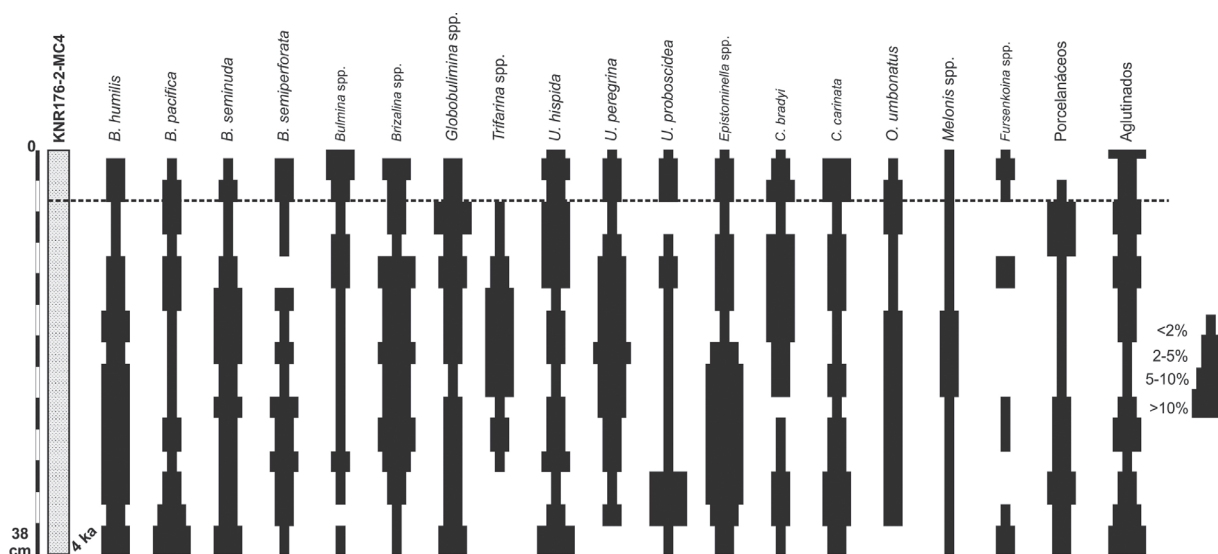 KNR176-2-MC4
B. humilis
B. pacifica
B. seminuda
B. semiperforata
Bulmina spp.
Brizalina spp.
Globobulimina spp.
Trifarina spp.
U. hispida
U. peregrina
U. proboscidea
Epistominella spp.
C. bradyi
C. carinata
O. umbonatus
Melonis spp.
Fursenkoina spp.
Porcelanáceos
Aglutinados
0
<2%
2-5%
5-10%
>10%
38
cm
4 ka